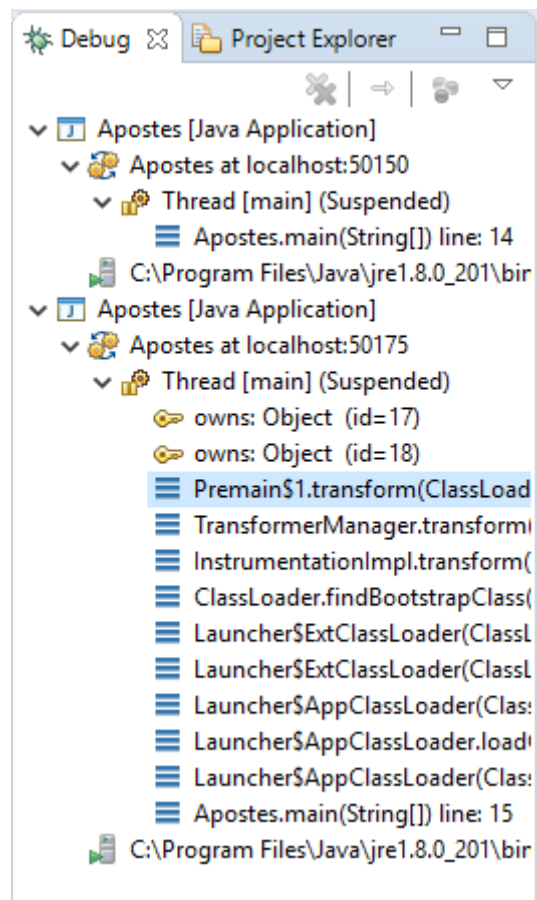 Debug Project Explorer
Apostes [Java Application]
Apostes at localhost:50150
Thread [main] (Suspended)
Apostes.main(String[]) line: 14
C:\Program Files\Java\jre1.8.0_201\bin
Apostes [Java Application]
Apostes at localhost:50175
Thread [main] (Suspended)
owns: Object (id=17)
owns: Object (id=18)
Premain$1.transform(ClassLoad
TransformerManager.transform(
InstrumentationImpl.transform(
ClassLoader.findBootstrapClass(
Launcher$ExtClassLoader(ClassL
Launcher$ExtClassLoader(ClassL
Launcher$AppClassLoader(Class
Launcher$AppClassLoader.load
Launcher$AppClassLoader(Class
Apostes.main(String[]) line: 15
C:\Program Files\Java\jre1.8.0_201\bin